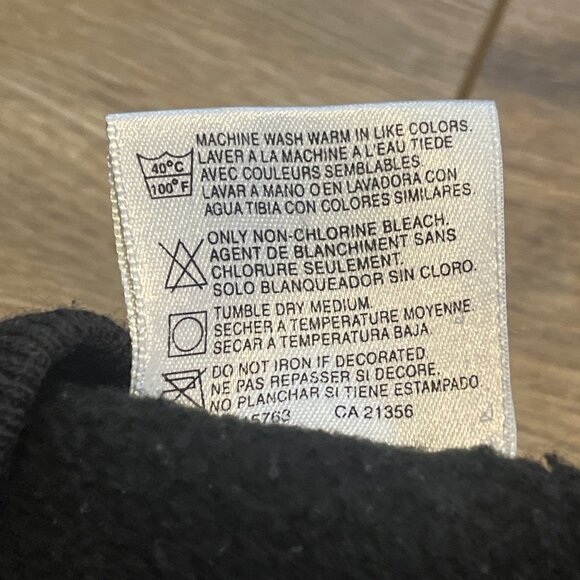 MACHINE WASH WARM IN LIKE COLORS.
LAVER A LA MACHINE A L'EAU TIEDE
AVEC COULEURS SEMBLABLES.
LAVAR A MANO O EN LAVADORA CON
AGUA TIBIA CON COLORES SIMILARES
40°C
100°F
ONLY NON-CHLORINE BLEACH.
AGENT DE BLANCHIMENT SANS
CHLORURE SEULEMENT.
SOLO BLANQUEADOR SIN CLORO.
TUMBLE DRY MEDIUM.
SECHER A TEMPERATURE MOYENNE
SECAR A TEMPERATURA BAJA
DO NOT IRON IF DECORATED
NE PAS REPASSER SI DECORE.
NO PLANCHAR SI TIENE ESTAMPADO
5763 CA 21356